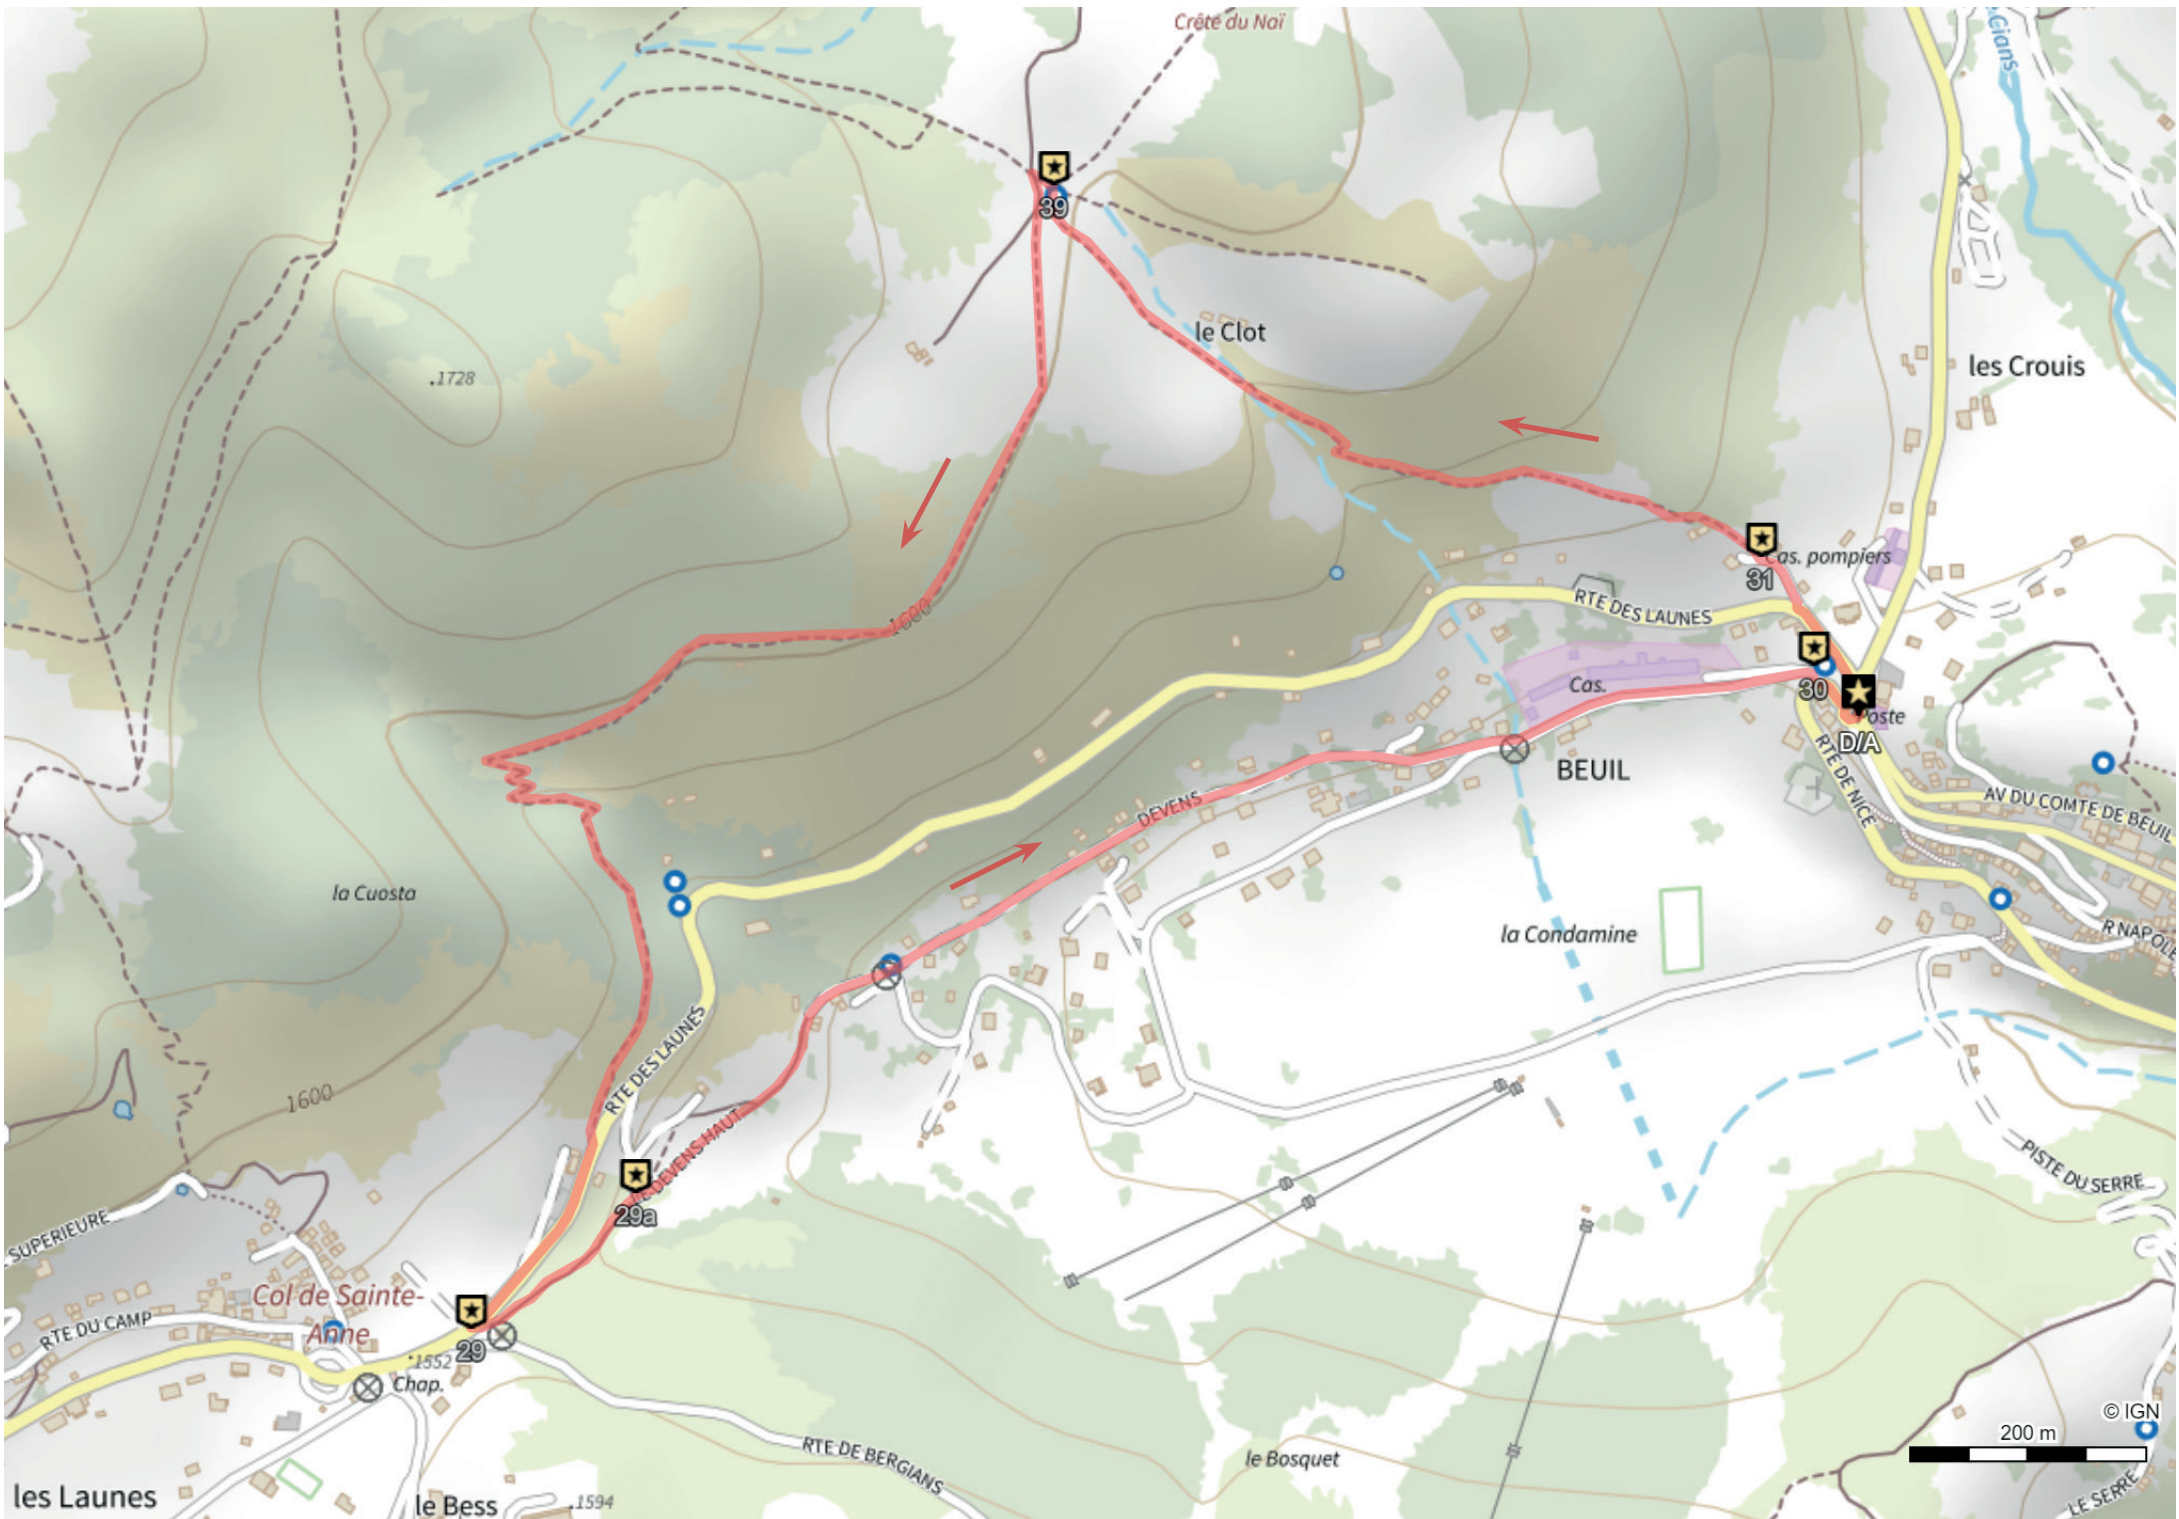 Crête du Naï
Gians
39
le Clot
les Crouis
.1728
Cas. pompiers
31
RTE DES LAUNES
1600
30
Cas.
Poste
D/A
BEUIL
RTE DE NICE
AV DU COMTE DE BEUIL
DEVENS
la Cuosta
la Condamine
R NAPOLE
RTE DES LAUNES
1600
LE DEVENS HAUT
PISTE DU SERRE
29a
SUPERIEURE
Col de Sainte-
Anne
RTE DU CAMP
29
1552
Chap.
© IGN
200 m
RTE DE BERGIANS
le Bosquet
les Launes
le Bess
.1594
LE SERRE